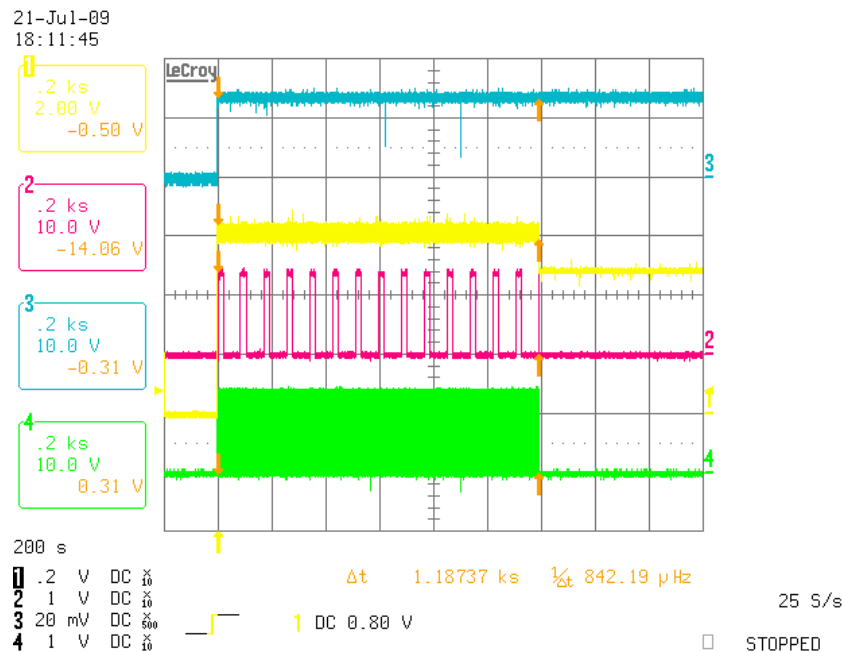 21-Jul-09
18:11:45
LeCroy
1
.2 ks
2.00 V
-0.50 V
2
.2 ks
10.0 V
-14.06 V
3
.2 ks
10.0 V
-0.31 V
4
.2 ks
10.0 V
0.31 V
3
2
4
200 s
1 .2 V DC X10
2 1 V DC X10
3 20 mV DC X500
4 1 V DC X10
Δt 1.18737 ks 1/Δt 842.19 µHz
1 DC 0.80 V
25 S/s
STOPPED